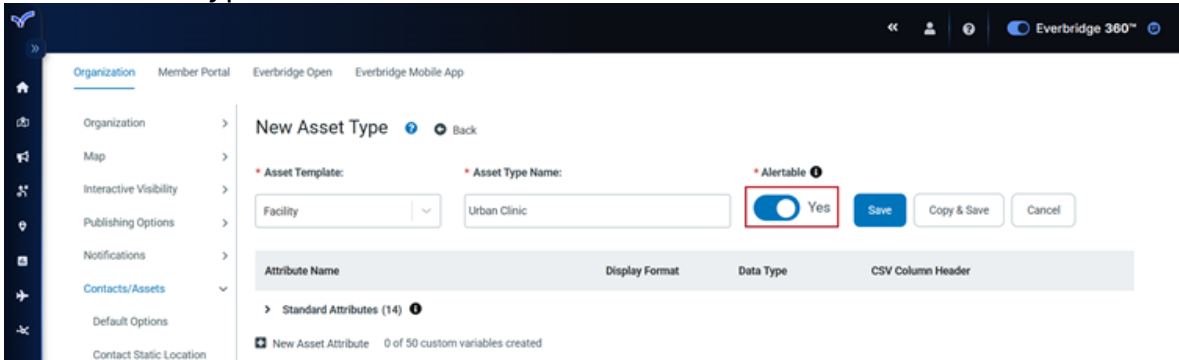 Everbridge 360™
Organization Member Portal Everbridge Open Everbridge Mobile App
Organization
Map
Interactive Visibility
Publishing Options
Notifications
Contacts/Assets
Default Options
Contact Static Location
New Asset Type Back
* Asset Template: * Asset Type Name: * Alertable
Facility Urban Clinic Yes Save Copy & Save Cancel
Attribute Name Display Format Data Type CSV Column Header
Standard Attributes (14)
New Asset Attribute 0 of 50 custom variables created